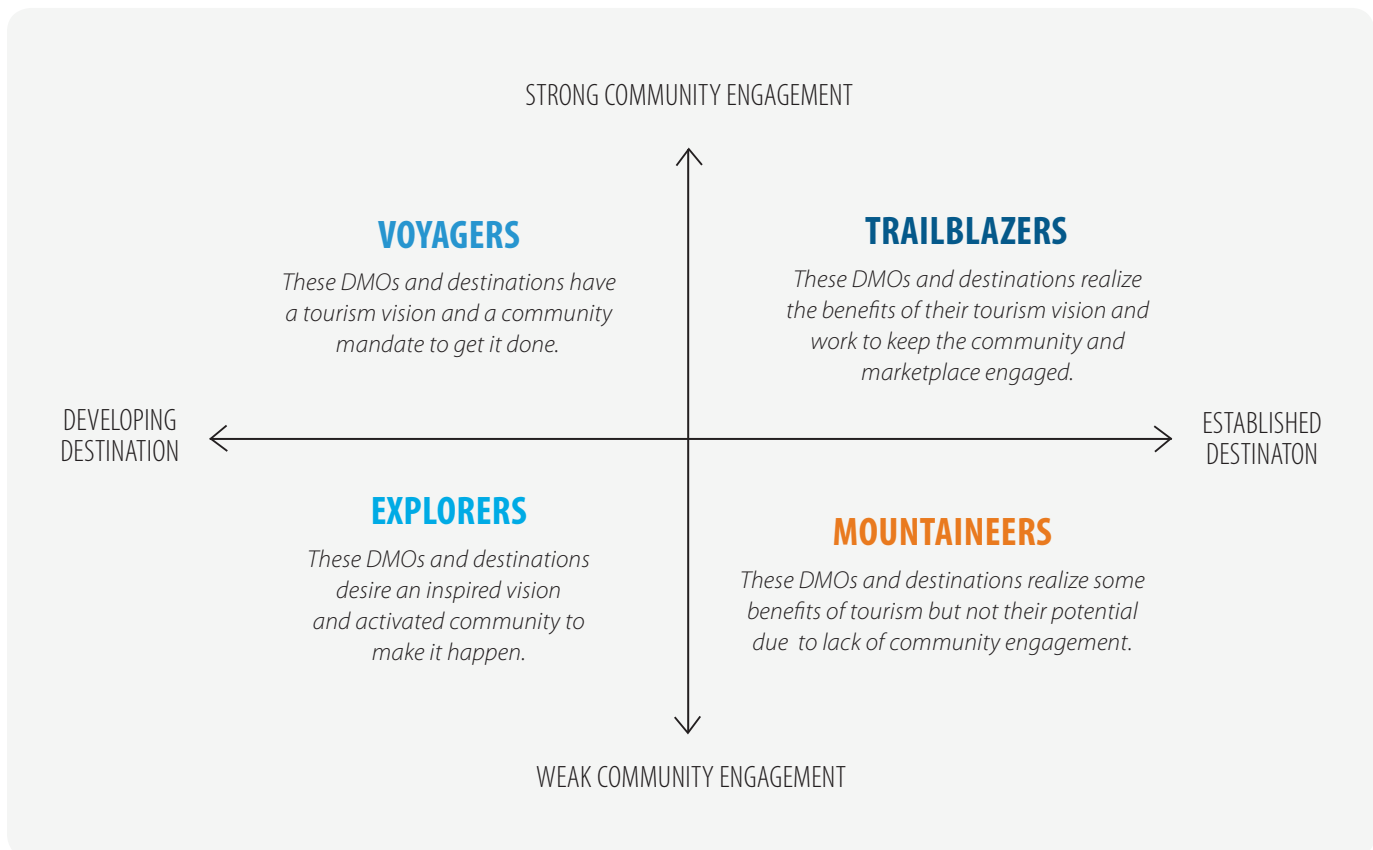 STRONG COMMUNITY ENGAGEMENT
VOYAGERS
These DMOs and destinations have
a tourism vision and a community
mandate to get it done.
TRAILBLAZERS
These DMOs and destinations realize
the benefits of their tourism vision and
work to keep the community and
marketplace engaged.
DEVELOPING
DESTINATION
ESTABLISHED
DESTINATON
EXPLORERS
These DMOs and destinations
desire an inspired vision
and activated community to
make it happen.
MOUNTAINEERS
These DMOs and destinations realize some
benefits of tourism but not their potential
due to lack of community engagement.
WEAK COMMUNITY ENGAGEMENT